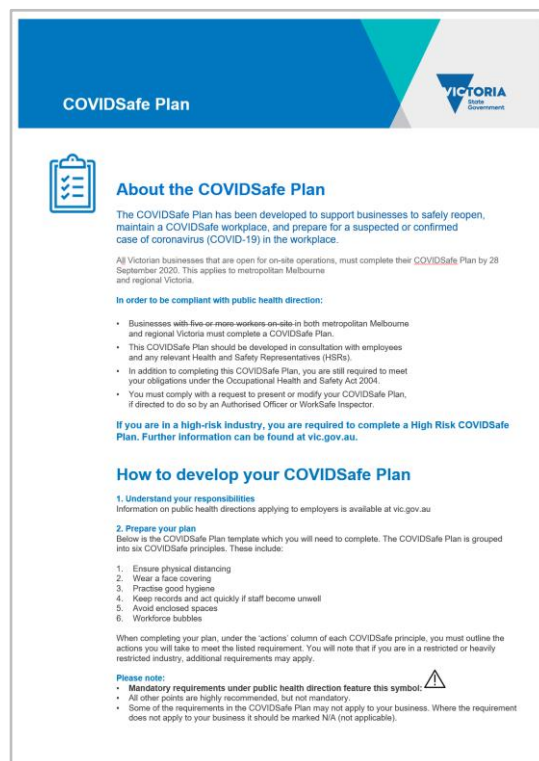 COVIDSafe Plan
VICTORIA
State
Government
About the COVIDSafe Plan
The COVIDSafe Plan has been developed to support businesses to safely reopen,
maintain a COVIDSafe workplace, and prepare for a suspected or confirmed
case of coronavirus (COVID-19) in the workplace.
All Victorian businesses that are open for on-site operations, must complete their COVIDSafe Plan by 28
September 2020. This applies to metropolitan Melbourne
and regional Victoria.
In order to be compliant with public health direction:
• Businesses with five or more workers on-site in both metropolitan Melbourne
and regional Victoria must complete a COVIDSafe Plan.
• This COVIDSafe Plan should be developed in consultation with employees
and any relevant Health and Safety Representatives (HSRs).
• In addition to completing this COVIDSafe Plan, you are still required to meet
your obligations under the Occupational Health and Safety Act 2004.
• You must comply with a request to present or modify your COVIDSafe Plan,
if directed to do so by an Authorised Officer or WorkSafe Inspector.
If you are in a high-risk industry, you are required to complete a High Risk COVIDSafe
Plan. Further information can be found at vic.gov.au.
How to develop your COVIDSafe Plan
1. Understand your responsibilities
Information on public health directions applying to employers is available at vic.gov.au
2. Prepare your plan
Below is the COVIDSafe Plan template which you will need to complete. The COVIDSafe Plan is grouped
into six COVIDSafe principles. These include:
1. Ensure physical distancing
2. Wear a face covering
3. Practise good hygiene
4. Keep records and act quickly if staff become unwell
5. Avoid enclosed spaces
6. Workforce bubbles
When completing your plan, under the ‘actions’ column of each COVIDSafe principle, you must outline the
actions you will take to meet the listed requirement. You will note that if you are in a restricted or heavily
restricted industry, additional requirements may apply.
Please note:
• Mandatory requirements under public health direction feature this symbol:
• All other points are highly recommended, but not mandatory.
• Some of the requirements in the COVIDSafe Plan may not apply to your business. Where the requirement
does not apply to your business it should be marked N/A (not applicable).